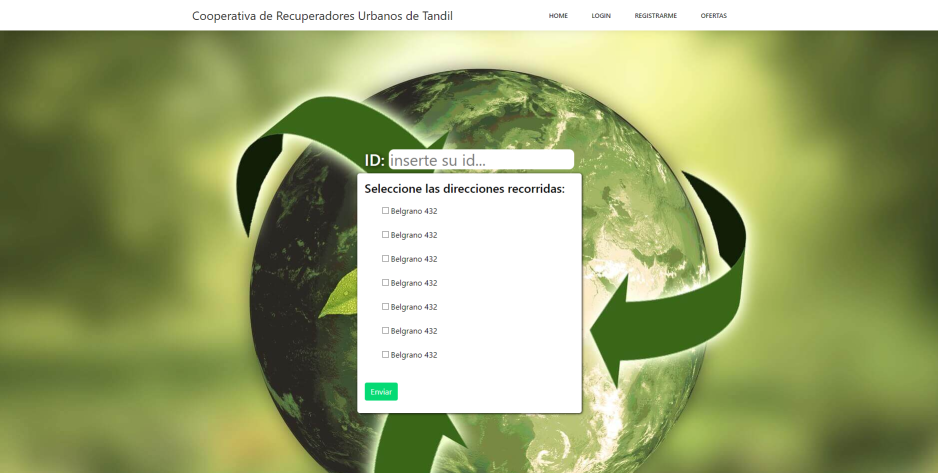 Cooperativa de Recuperadores Urbanos de Tandil
HOME LOGIN REGISTRARME OFERTAS
ID: inserte su id...
Seleccione las direcciones recorridas:
Belgrano 432
Belgrano 432
Belgrano 432
Belgrano 432
Belgrano 432
Belgrano 432
Belgrano 432
Enviar